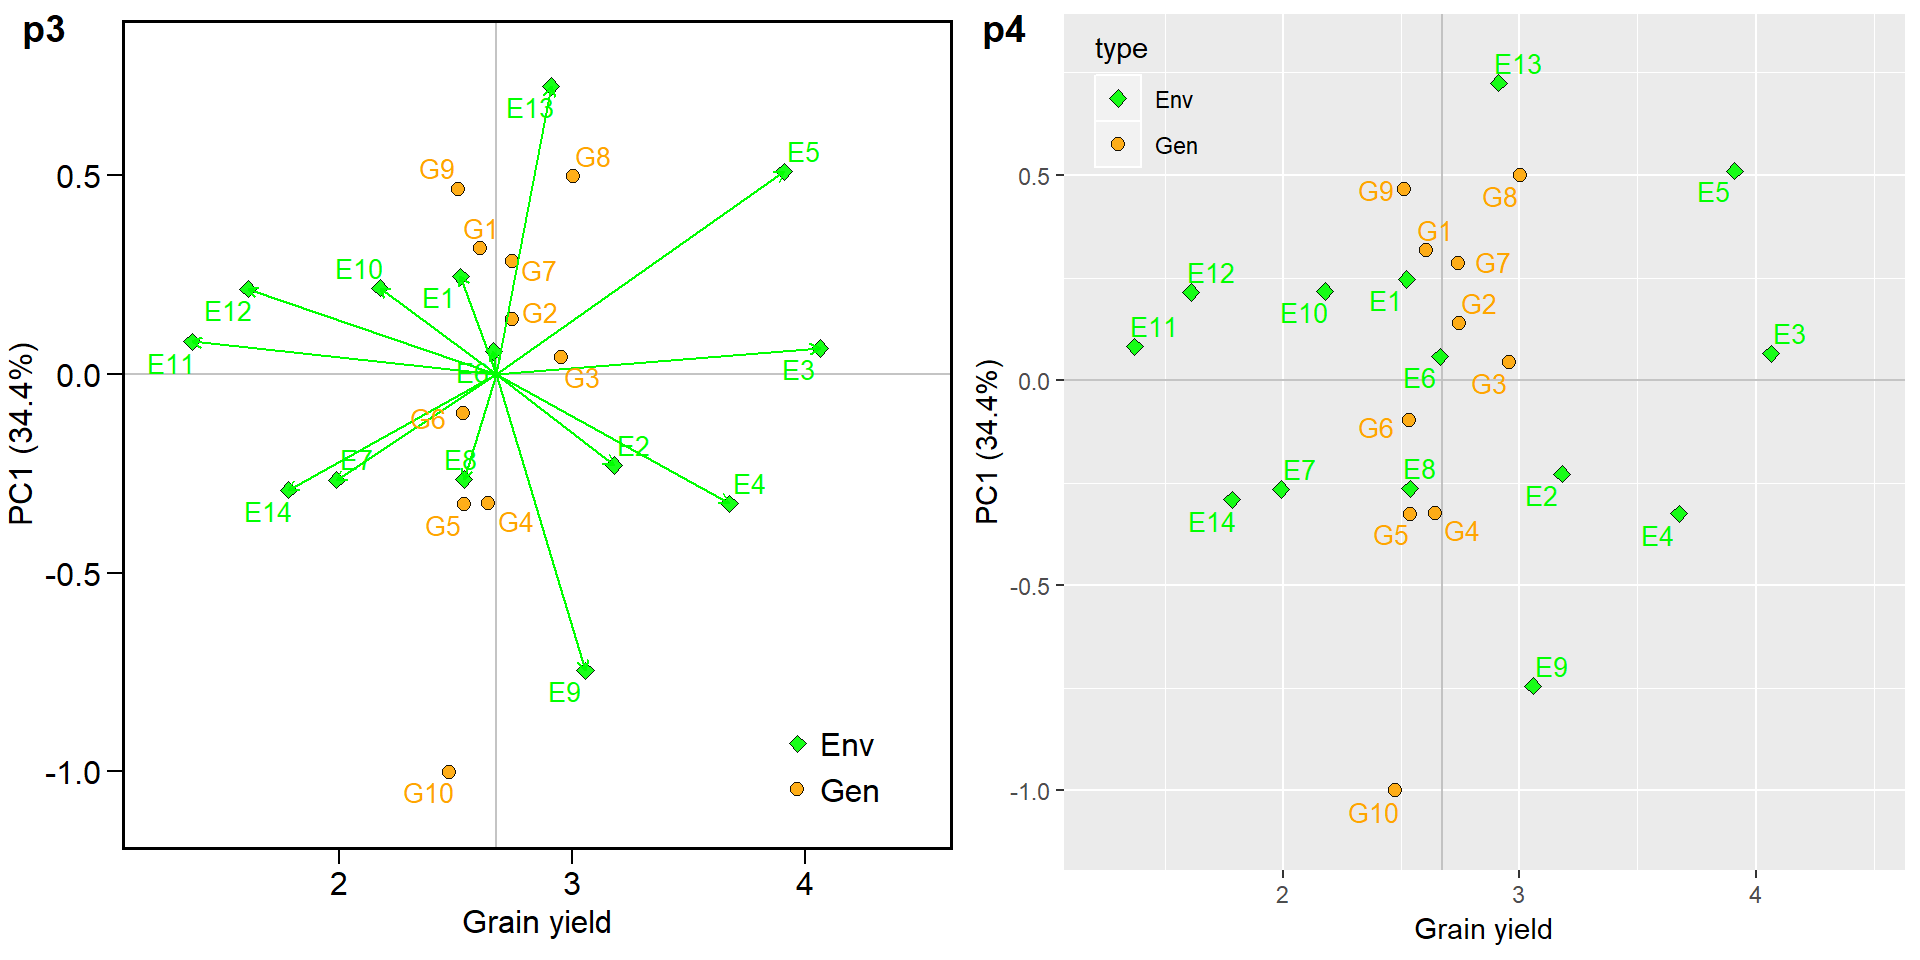 p3
E13
G8
E5
G9
0.5
G1
E10
G7
E1
E12
G2
E11
E6
E3
G3
0.0
G6
E2
E7
E8
E4
E14
G5
G4
-0.5
E9
Env
-1.0
G10
Gen
2
3
4
Grain yield
PC1 (34.4%)
p4
type
Env
Gen
E13
0.5
G9
G8
E5
G1
G7
E12
E1
G2
E10
E11
E3
E6
0.0
G3
G6
E7
E8
E2
E14
G5
G4
E4
-0.5
E9
-1.0
G10
2
3
4
Grain yield
PC1 (34.4%)